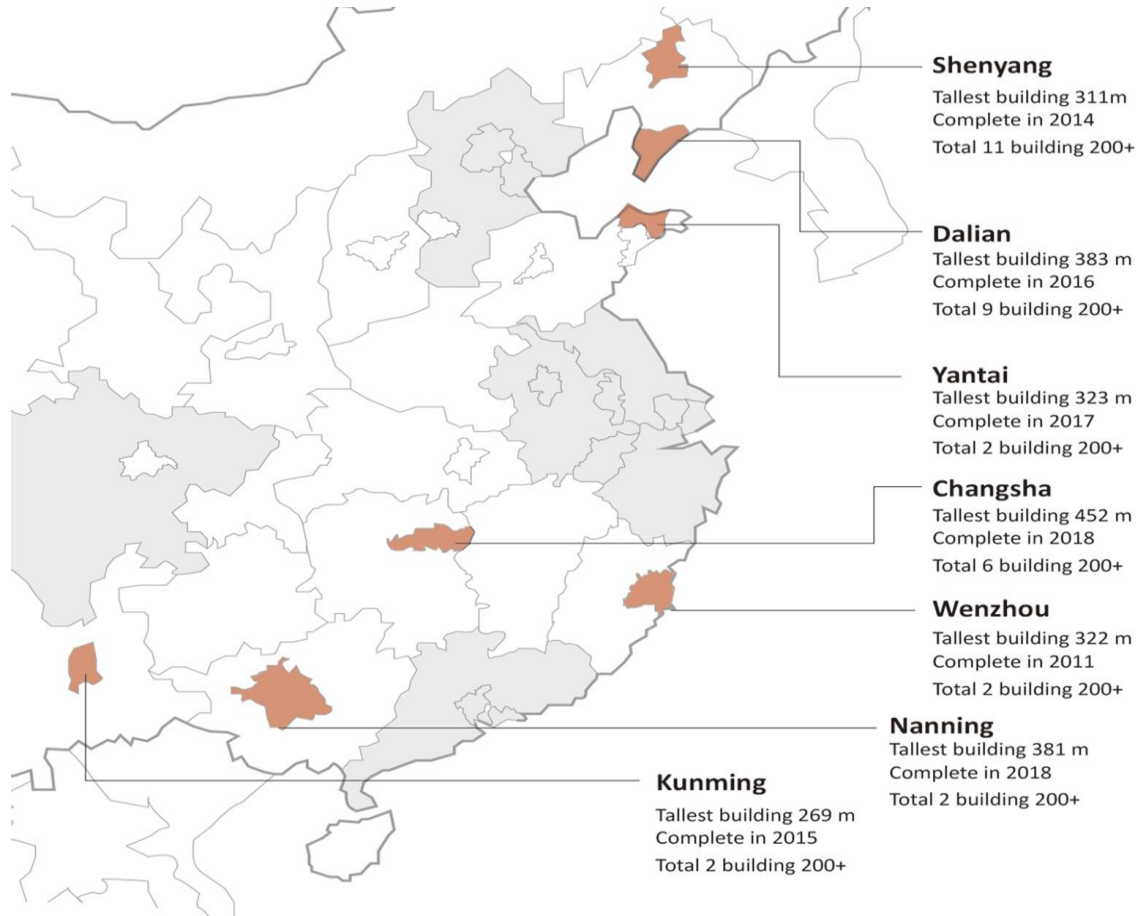 Shenyang
Tallest building 311m
Complete in 2014
Total 11 building 200+
Dalian
Tallest building 383 m
Complete in 2016
Total 9 building 200+
Yantai
Tallest building 323 m
Complete in 2017
Total 2 building 200+
Changsha
Tallest building 452 m
Complete in 2018
Total 6 building 200+
Wenzhou
Tallest building 322 m
Complete in 2011
Total 2 building 200+
Nanning
Tallest building 381 m
Complete in 2018
Total 2 building 200+
Kunming
Tallest building 269 m
Complete in 2015
Total 2 building 200+